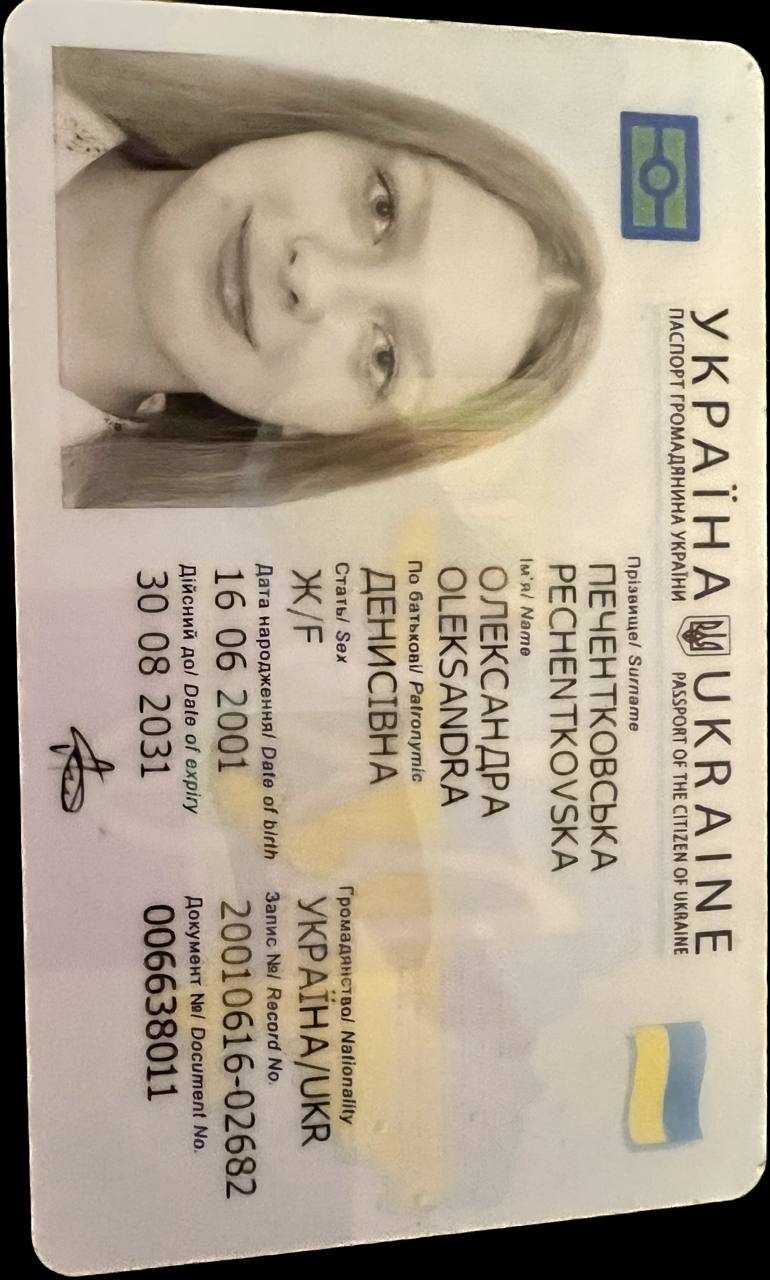 УКРАЇНА UKRAINE
ПАСПОРТ ГРОМАДЯНИНА УКРАЇНИ PASSPORT OF THE CITIZEN OF UKRAINE
Прізвище/ Surname
ПЕЧЕНТКОВСЬКА
PECHENTKOVSKA
Ім'я/ Name
ОЛЕКСАНДРА
OLEKSANDRA
По батькові/ Patronymic
ДЕНИСІВНА
Стать/ Sex Громадянство/ Nationality
Ж/F УКРАЇНА/UKR
Дата народження/ Date of birth Запис №/ Record No.
16 06 2001 20010616-02682
Дійсний до/ Date of expiry Документ №/ Document No.
30 08 2031 006638011